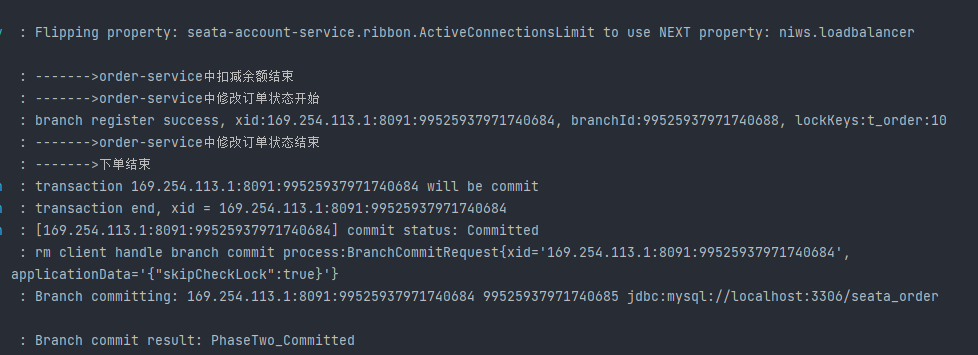 : Flipping property: seata-account-service.ribbon.ActiveConnectionsLimit to use NEXT property: niws.loadbalancer
: ------->order-service中扣减余额结束
: ------->order-service中修改订单状态开始
: branch register success, xid:169.254.113.1:8091:99525937971740684, branchId:99525937971740688, lockKeys:t_order:10
: ------->order-service中修改订单状态结束
: ------->下单结束
: transaction 169.254.113.1:8091:99525937971740684 will be commit
: transaction end, xid = 169.254.113.1:8091:99525937971740684
: [169.254.113.1:8091:99525937971740684] commit status: Committed
: rm client handle branch commit process:BranchCommitRequest{xid='169.254.113.1:8091:99525937971740684',
applicationData='{"skipCheckLock":true}'}
: Branch committing: 169.254.113.1:8091:99525937971740684 99525937971740685 jdbc:mysql://localhost:3306/seata_order
: Branch commit result: PhaseTwo_Committed